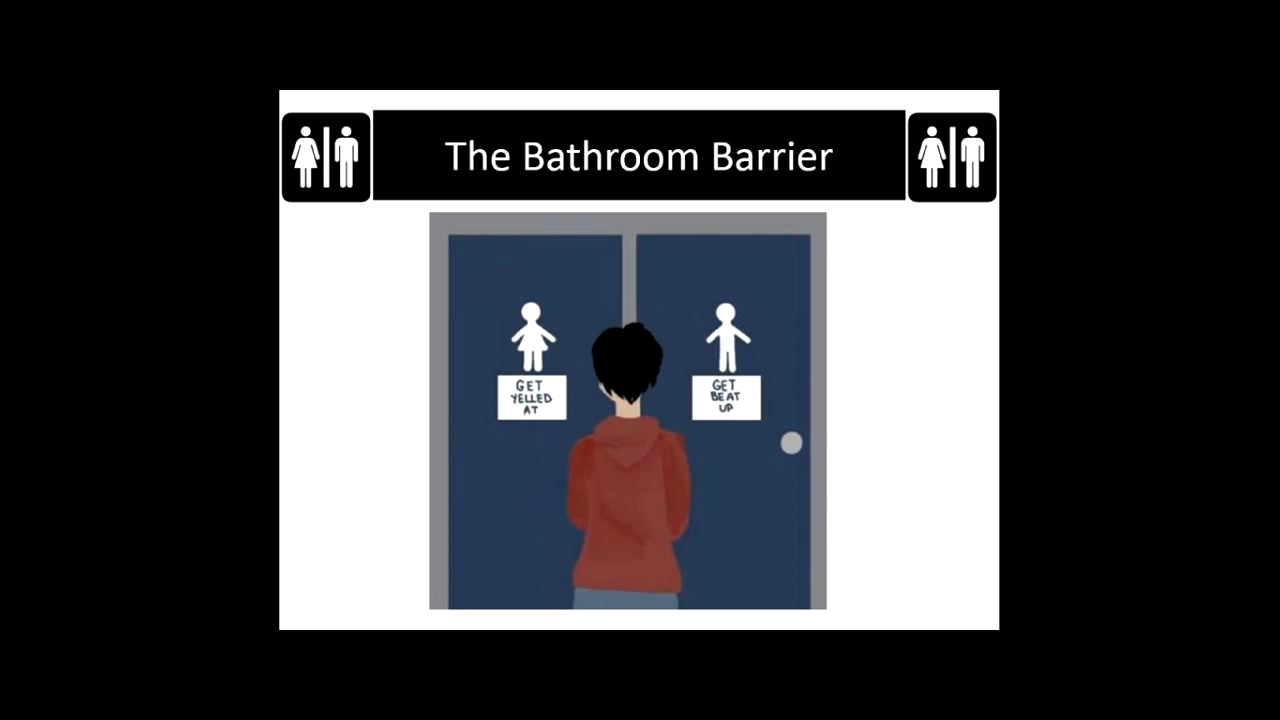 The Bathroom Barrier
GET
YELLED
AT
GET
BEAT
UP